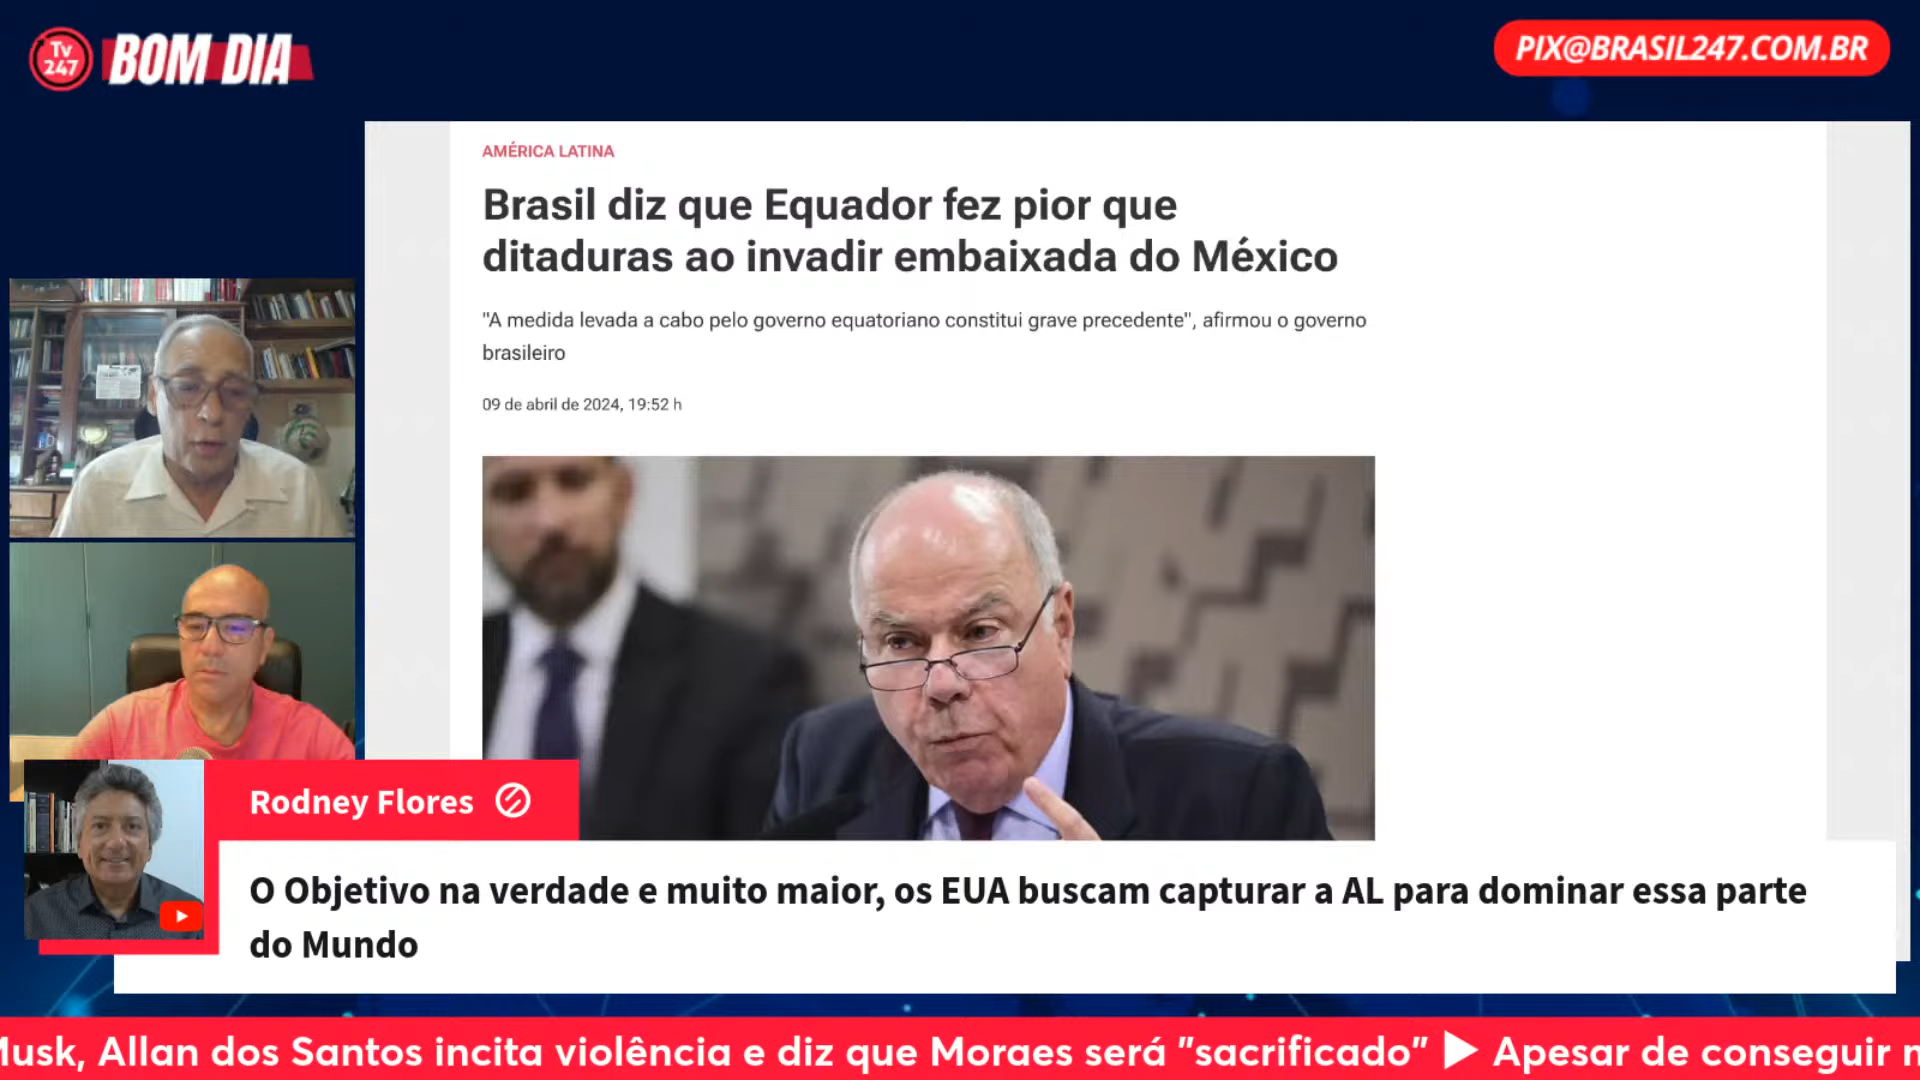 Tv
247
BOM DIA
PIX@BRASIL247.COM.BR
AMÉRICA LATINA
Brasil diz que Equador fez pior que
ditaduras ao invadir embaixada do México
"A medida levada a cabo pelo governo equatoriano constitui grave precedente", afirmou o governo
brasileiro
09 de abril de 2024, 19:52 h
Rodney Flores
O Objetivo na verdade e muito maior, os EUA buscam capturar a AL para dominar essa parte
do Mundo
Musk, Allan dos Santos incita violência e diz que Moraes será "sacrificado" ▶ Apesar de conseguir